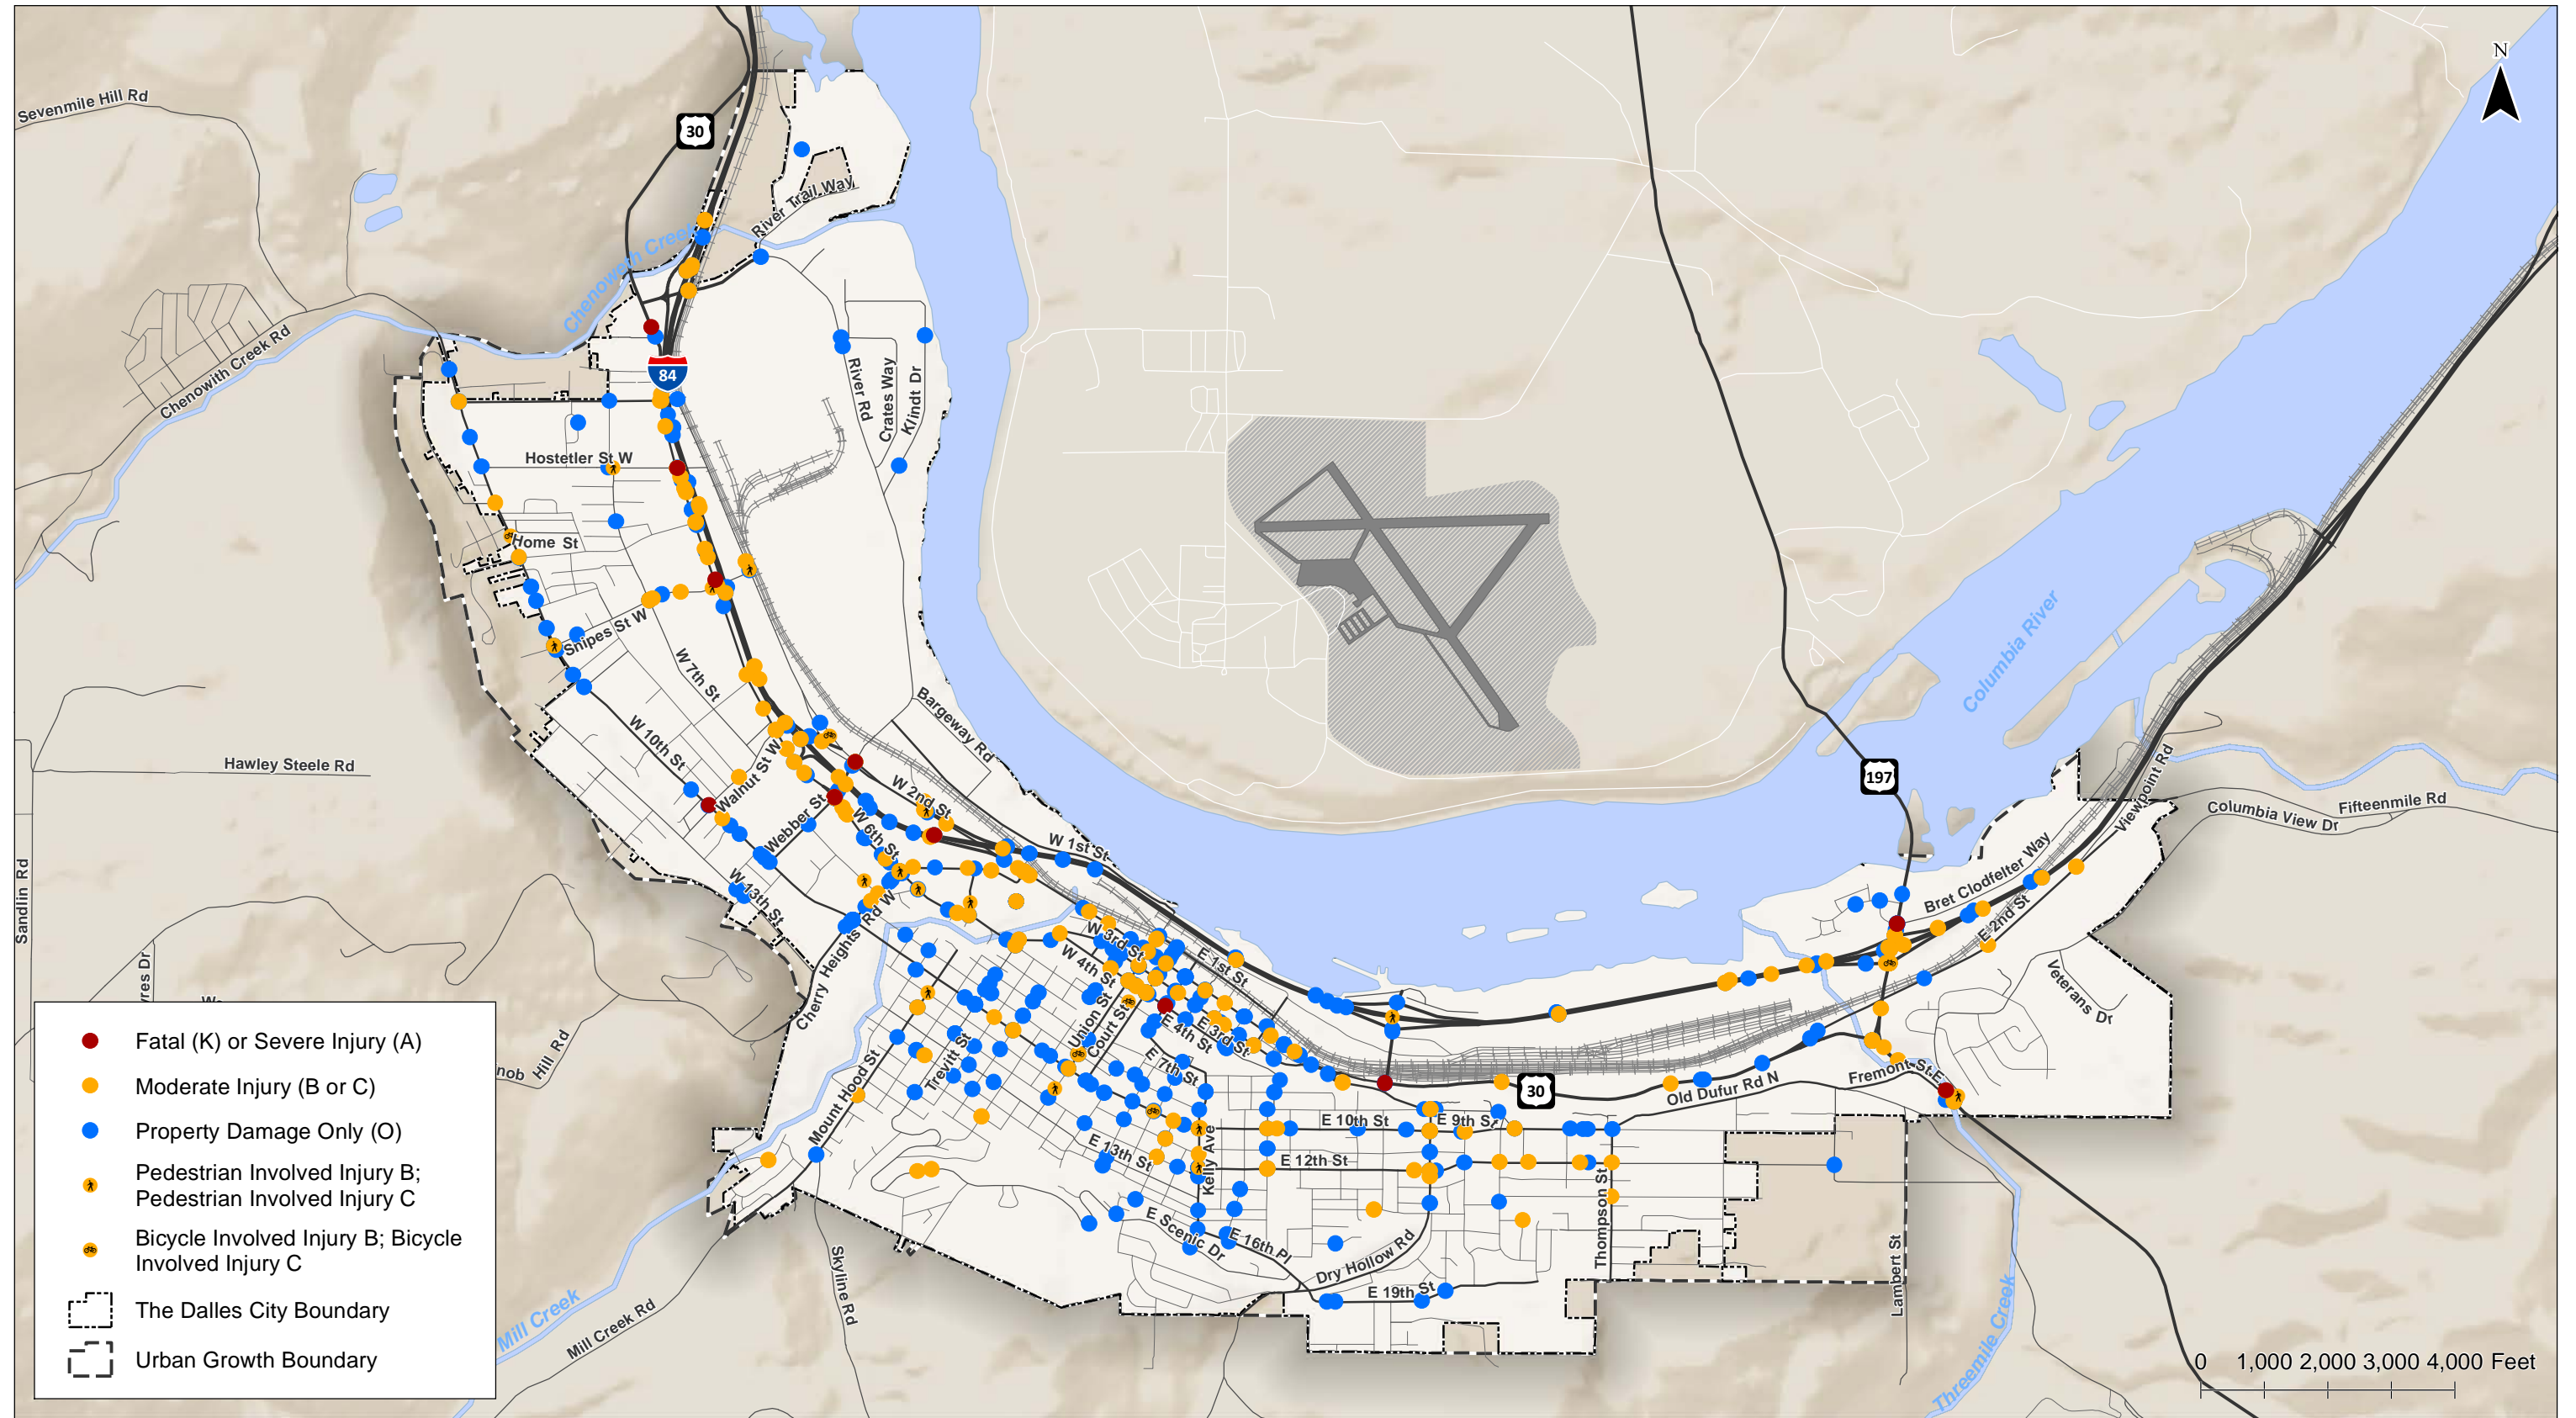 N
Sevenmile Hill Rd
30
River Trail Way
Chenoweth Creek
Chenowith Creek Rd
84
River Rd
Crates Way
Klindt Dr
Hostetler St W
Home St
Snipes St W
W 7th St
Columbia River
Bargeway Rd
W 10th St
Walnut St W
Hawley Steele Rd
197
Viewpoint Rd
Columbia View Dr
Fifteenmile Rd
W 2nd St
Webber St
W 6th St
W 1st St
Bret Clodfelter Way
E 2nd St
Sandlin Rd
W 13th St
Cherry Heights Rd W
W 3rd St
W 4th St
E 1st St
Veterans Dr
Union St
Court St
E 4th St
E 3rd St
E 7th St
Trevitt St
Mount Hood St
Hill Rd
30
Old Dufur Rd N
Fremont St E
E 10th St
E 9th St
E 13th St
Kelly Ave
E 12th St
Thompson St
E Scenic Dr
E 16th Pl
Dry Hollow Rd
E 19th St
Lambert St
Skyline Rd
Mill Creek
Mill Creek Rd
Threemile Creek
Fatal (K) or Severe Injury (A)
Moderate Injury (B or C)
Property Damage Only (O)
Pedestrian Involved Injury B;
Pedestrian Involved Injury C
Bicycle Involved Injury B; Bicycle
Involved Injury C
The Dalles City Boundary
Urban Growth Boundary
0 1,000 2,000 3,000 4,000 Feet